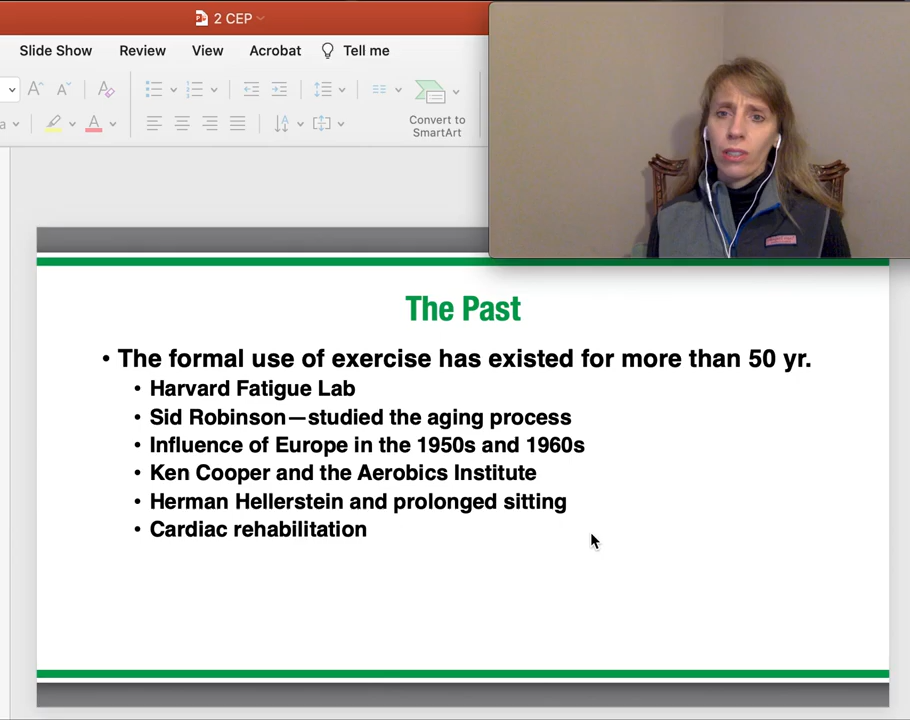 2 CEP
Slide Show Review View Acrobat Tell me
a A
Convert to
SmartArt
The Past
• The formal use of exercise has existed for more than 50 yr.
• Harvard Fatigue Lab
• Sid Robinson—studied the aging process
• Influence of Europe in the 1950s and 1960s
• Ken Cooper and the Aerobics Institute
• Herman Hellerstein and prolonged sitting
• Cardiac rehabilitation